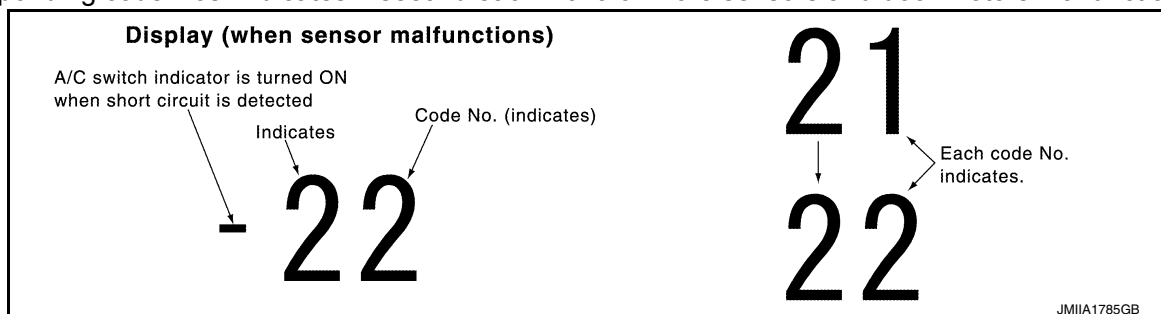 Display (when sensor malfunctions)
A/C switch indicator is turned ON
when short circuit is detected
Indicates
Code No. (indicates)
- 22
21
Each code No.
indicates.
22
JMIIA1785GB